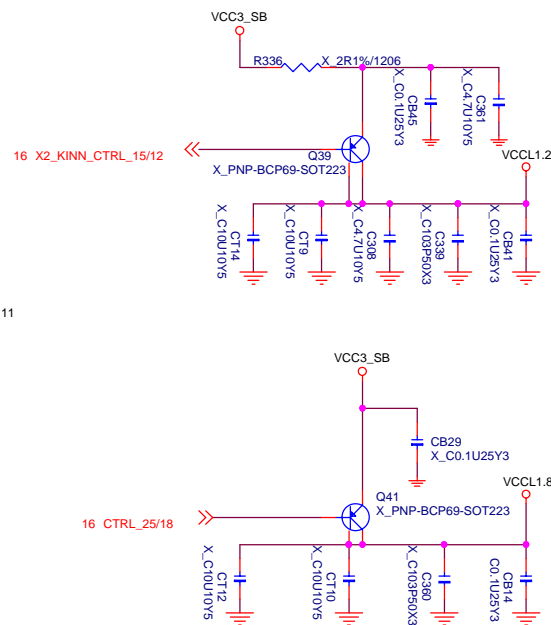 VCC3_SB
R336
X_2R1%/1206
X_C0.1U25Y3
CB45
X_C4.7U10Y5
C361
16 X2_KINN_CTRL_15/12
Q39
X_PNP-BCP69-SOT223
VCCL1.2
X_C10U10Y5
CT14
X_C10U10Y5
CT9
X_C4.7U10Y5
C308
X_C103P50X3
C339
X_C0.1U25Y3
CB41
11
VCC3_SB
CB29
X_C0.1U25Y3
VCCL1.8
Q41
X_PNP-BCP69-SOT223
16 CTRL_25/18
X_C10U10Y5
CT12
X_C10U10Y5
CT10
X_C103P50X3
C360
C0.1U25Y3
CB14